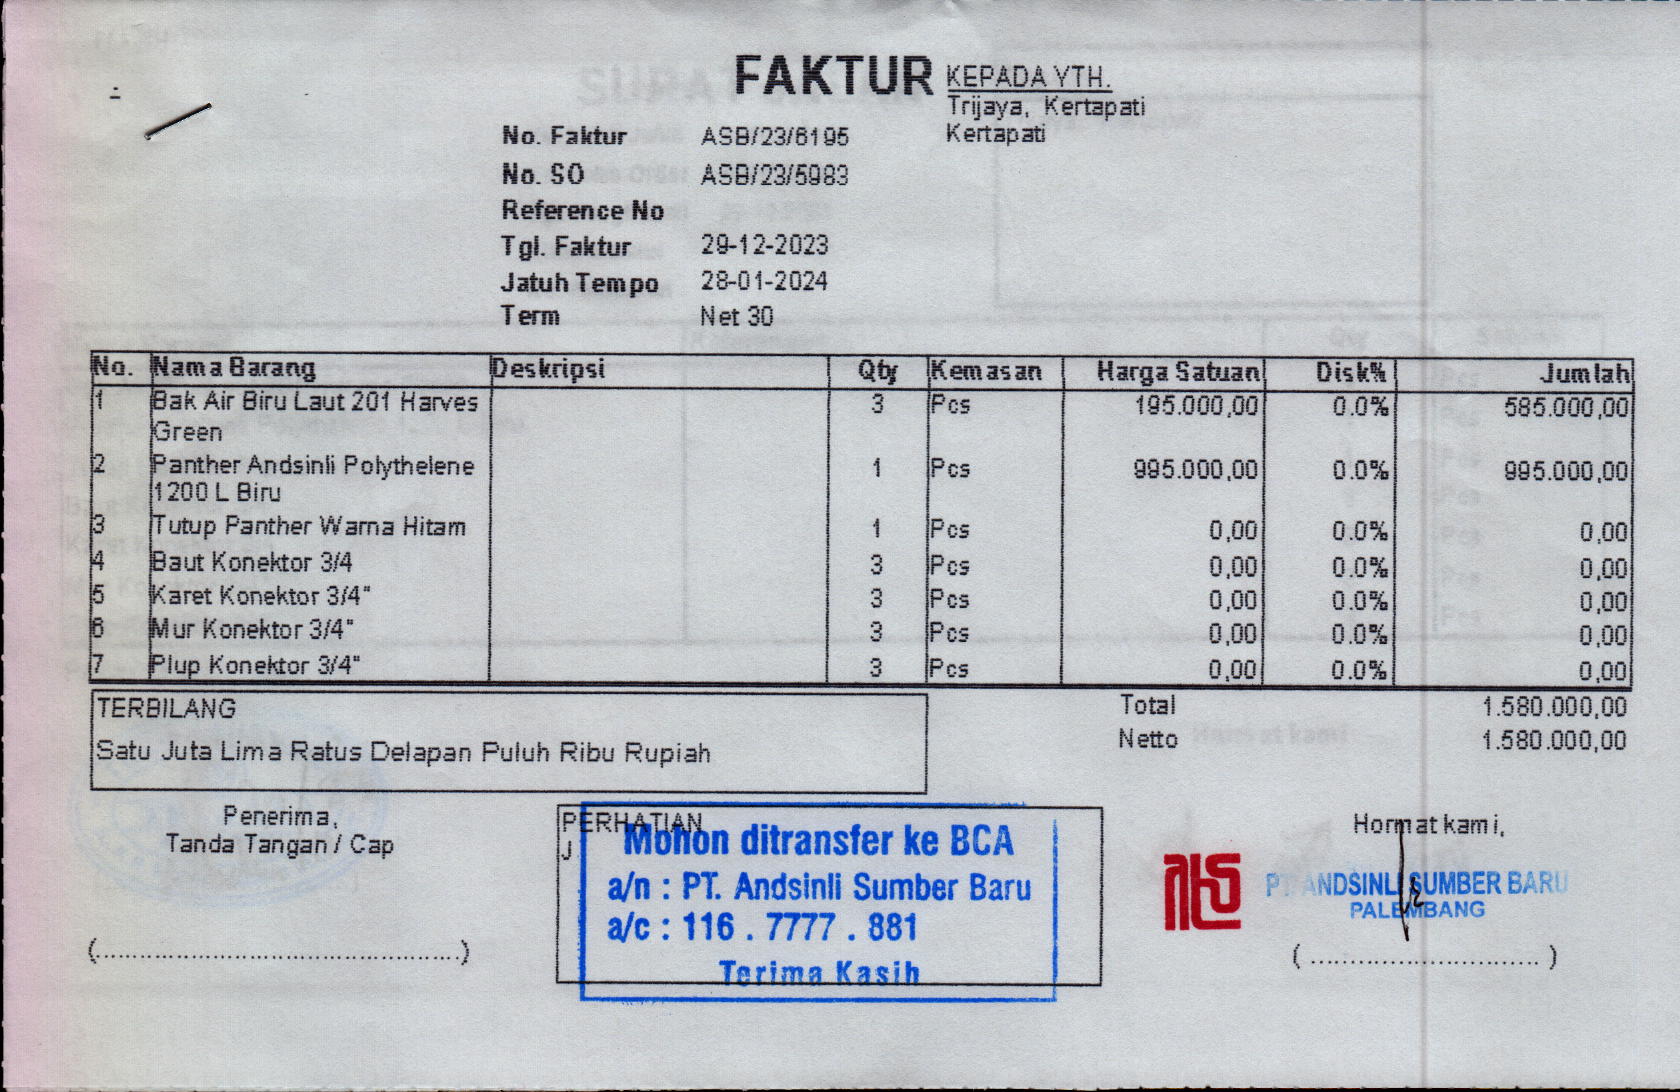 FAKTUR
KEPADA YTH.
Trijaya, Kertapati
Kertapati
No. Faktur ASB/23/6195
No. SO ASB/23/5983
Reference No
Tgl. Faktur 29-12-2023
Jatuh Tempo 28-01-2024
Term Net 30
No. Nama Barang Deskripsi Qty Kemasan Harga Satuan Disk% Jumlah
1 Bak Air Biru Laut 201 Harves 3 Pcs 195.000,00 0.0% 585.000,00
Green
2 Panther Andsinli Polythelene 1 Pcs 995.000,00 0.0% 995.000,00
1200 L Biru
3 Tutup Panther Warna Hitam 1 Pcs 0,00 0.0% 0,00
4 Baut Konektor 3/4 3 Pcs 0,00 0.0% 0,00
5 Karet Konektor 3/4" 3 Pcs 0,00 0.0% 0,00
6 Mur Konektor 3/4" 3 Pcs 0,00 0.0% 0,00
7 Plup Konektor 3/4" 3 Pcs 0,00 0.0% 0,00
TERBILANG
Satu Juta Lima Ratus Delapan Puluh Ribu Rupiah
Total 1.580.000,00
Netto 1.580.000,00
Penerima,
Tanda Tangan / Cap
(................................................)
PERHATIAN
J
Mohon ditransfer ke BCA
a/n : PT. Andsinli Sumber Baru
a/c : 116 . 7777 . 881
Terima Kasih
Hormat kami,
PT ANDSINLI SUMBER BARU
PALEMBANG
(..............................)